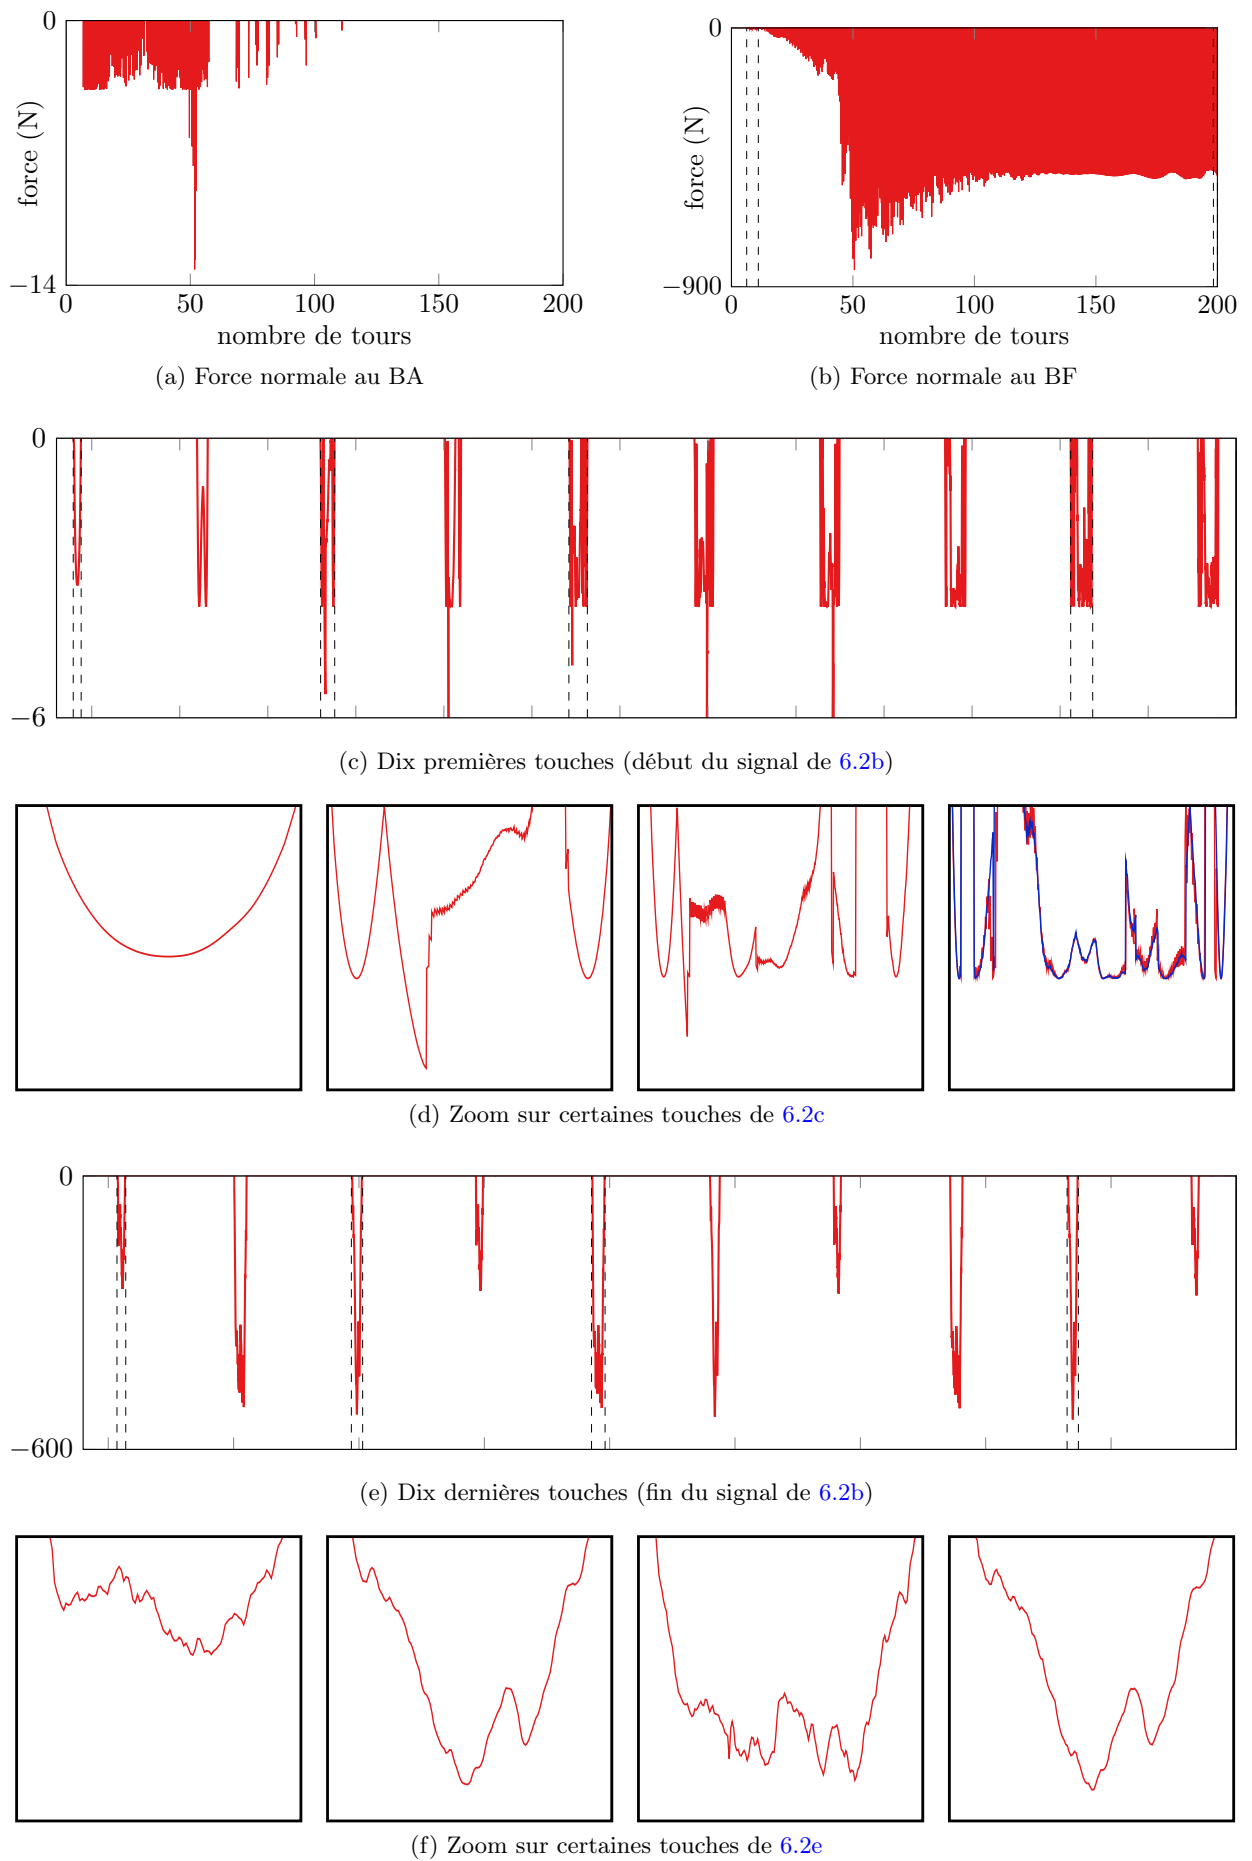 0
−14
force (N)
0 50 100 150 200
nombre de tours
(a) Force normale au BA
0
−900
force (N)
0 50 100 150 200
nombre de tours
(b) Force normale au BF
0
−6
(c) Dix premières touches (début du signal de 6.2b)
(d) Zoom sur certaines touches de 6.2c
0
−600
(e) Dix dernières touches (fin du signal de 6.2b)
(f) Zoom sur certaines touches de 6.2e